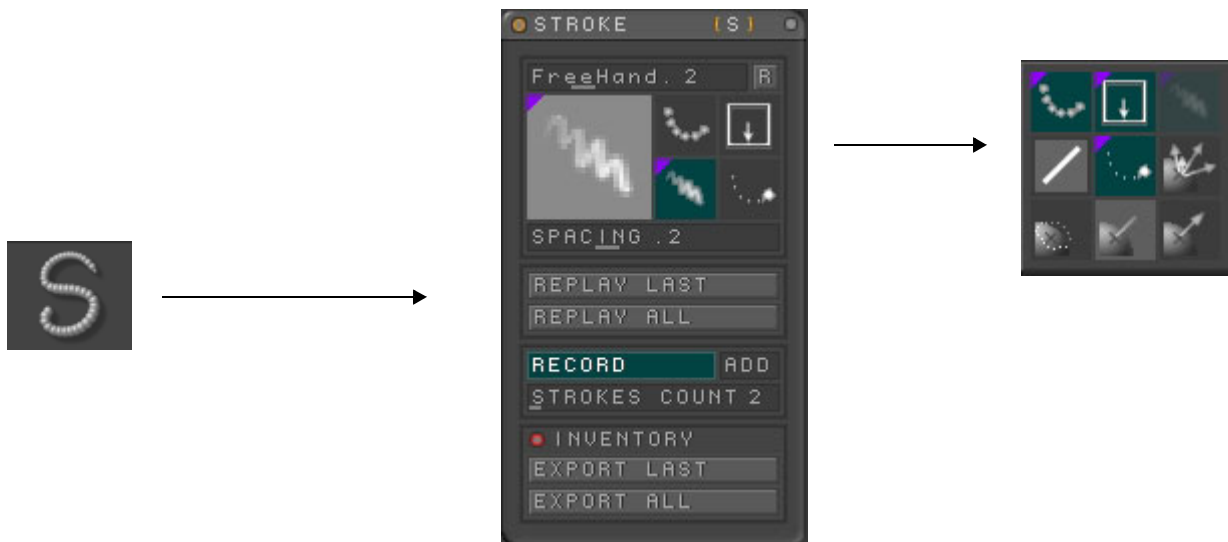 S
STROKE (S)
FreeHand. 2 R
SPACING .2
REPLAY LAST
REPLAY ALL
RECORD ADD
STROKES COUNT 2
INVENTORY
EXPORT LAST
EXPORT ALL